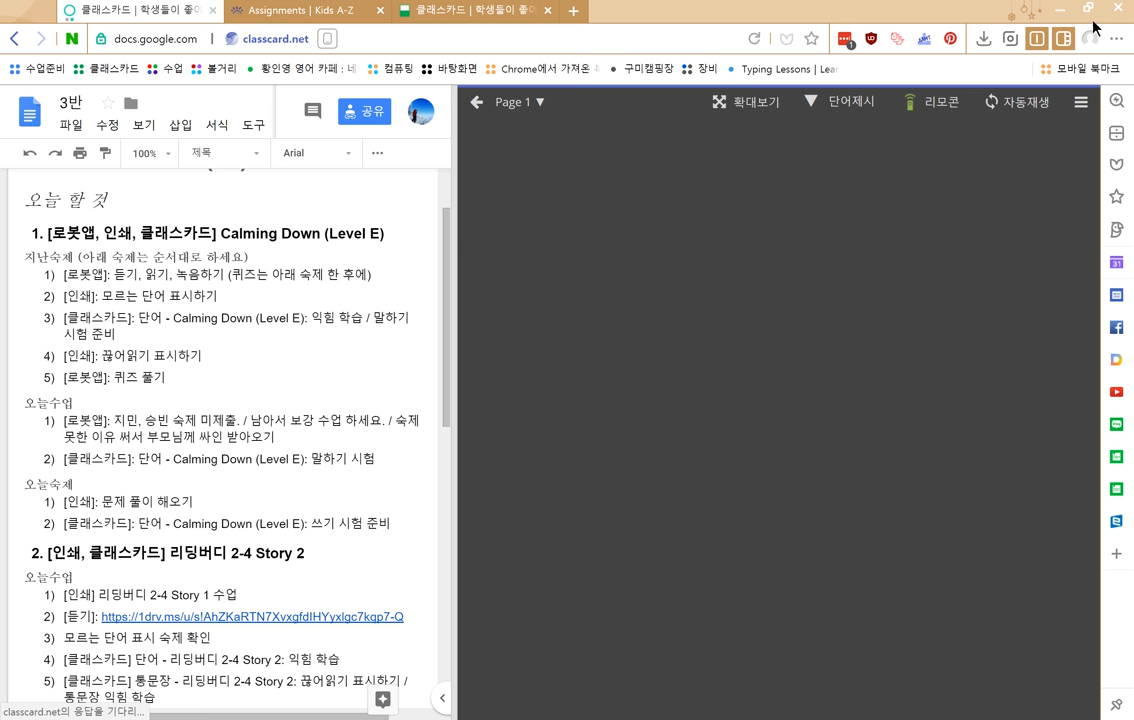 클래스카드 | 학생들이 좋아
Assignments | Kids A-Z
클래스카드 | 학생들이 좋아
docs.google.com
classcard.net
수업준비
클래스카드
수업
볼거리
황인영 영어 카페 : 네
컴퓨팅
바탕화면
Chrome에서 가져온
구미캠핑장
장비
Typing Lessons | Lear
모바일 북마크
3반
파일 수정 보기 삽입 서식 도구
공유
100%
제목
Arial
Page 1 ▼
확대보기
단어제시
리모콘
자동재생
오늘 할 것
1. [로봇앱, 인쇄, 클래스카드] Calming Down (Level E)
지난숙제 (아래 숙제는 순서대로 하세요)
1) [로봇앱]: 듣기, 읽기, 녹음하기 (퀴즈는 아래 숙제 한 후에)
2) [인쇄]: 모르는 단어 표시하기
3) [클래스카드]: 단어 - Calming Down (Level E): 익힘 학습 / 말하기
시험 준비
4) [인쇄]: 끊어읽기 표시하기
5) [로봇앱]: 퀴즈 풀기
오늘수업
1) [로봇앱]: 지민, 승빈 숙제 미제출. / 남아서 보강 수업 하세요. / 숙제
못한 이유 써서 부모님께 싸인 받아오기
2) [클래스카드]: 단어 - Calming Down (Level E): 말하기 시험
오늘숙제
1) [인쇄]: 문제 풀이 해오기
2) [클래스카드]: 단어 - Calming Down (Level E): 쓰기 시험 준비
2. [인쇄, 클래스카드] 리딩버디 2-4 Story 2
오늘수업
1) [인쇄] 리딩버디 2-4 Story 1 수업
2) [듣기]: https://1drv.ms/u/s!AhZKaRTN7XvxgfdIHYyxlgc7kqp7-Q
3) 모르는 단어 표시 숙제 확인
4) [클래스카드] 단어 - 리딩버디 2-4 Story 2: 익힘 학습
5) [클래스카드] 통문장 - 리딩버디 2-4 Story 2: 끊어읽기 표시하기 /
통문장 익힘 학습
classcard.net의 응답을 기다리...